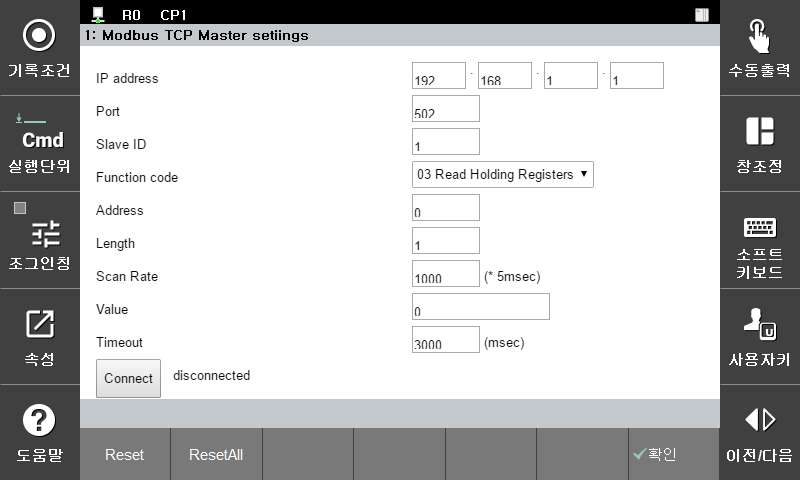 R0 CP1
1: Modbus TCP Master setiings
기록조건
Cmd
실행단위
조그인칭
속성
?
도움말
IP address 192 . 168 . 1 . 1
Port 502
Slave ID 1
Function code 03 Read Holding Registers ▼
Address 0
Length 1
Scan Rate 1000 (* 5msec)
Value 0
Timeout 3000 (msec)
Connect disconnected
Reset ResetAll ✓확인
수동출력
창조정
소프트
키보드
U
사용자키
이전/다음